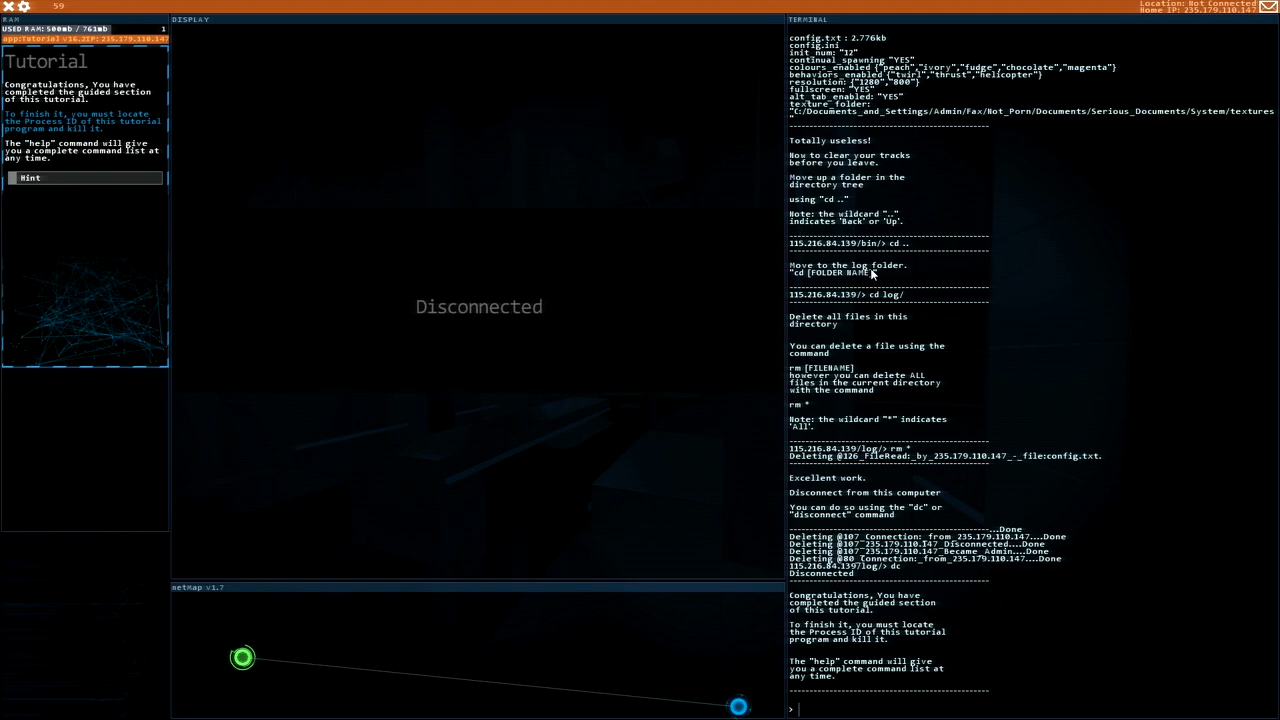 59
Location: Not Connected
Home IP: 235.179.110.147
RAM
USED RAM: 500mb / 761mb 1
app:Tutorial v16.2 IP: 235.179.110.147
Tutorial
Congratulations, You have
completed the guided section
of this tutorial.
To finish it, you must locate
the Process ID of this tutorial
program and kill it.
The "help" command will give
you a complete command list at
any time.
Hint
DISPLAY
Disconnected
netMap v1.7
TERMINAL
config.txt : 2.776kb
config.ini
init_num: "12"
continual_spawning "YES"
colours_enabled {"peach","ivory","fudge","chocolate","magenta"}
behaviors_enabled {"twirl","thrust","helicopter"}
resolution: {"1280","800"}
fullscreen: "YES"
alt_tab_enabled: "YES"
texture_folder:
"C:/Documents_and_Settings/Admin/Fax/Not_Porn/Documents/Serious_Documents/System/textures
"
--------------------------------------------------
Totally useless!
Now to clear your tracks
before you leave.
Move up a folder in the
directory tree
using "cd .."
Note: the wildcard ".."
indicates 'Back' or 'Up'.
--------------------------------------------------
115.216.84.139/bin/> cd ..
--------------------------------------------------
Move to the log folder.
"cd [FOLDER NAME]"
--------------------------------------------------
115.216.84.139/> cd log/
--------------------------------------------------
Delete all files in this
directory
You can delete a file using the
command
rm [FILENAME]
however you can delete ALL
files in the current directory
with the command
rm *
Note: the wildcard "*" indicates
'All'.
--------------------------------------------------
115.216.84.139/log/> rm *
Deleting @126_FileRead:_by_235.179.110.147_-_file:config.txt.
--------------------------------------------------
Excellent work.
Disconnect from this computer
You can do so using the "dc" or
"disconnect" command
--------------------------------------------------...Done
Deleting @107_Connection:_from_235.179.110.147....Done
Deleting @107_235.179.110.147_Disconnected....Done
Deleting @107_235.179.110.147_Became_Admin....Done
Deleting @80_Connection:_from_235.179.110.147....Done
115.216.84.139/log/> dc
Disconnected
--------------------------------------------------
Congratulations, You have
completed the guided section
of this tutorial.
To finish it, you must locate
the Process ID of this tutorial
program and kill it.
The "help" command will give
you a complete command list at
any time.
--------------------------------------------------
>